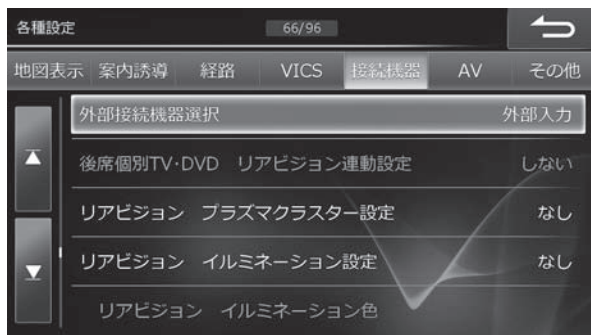 各種設定
66/96
地図表示 案内誘導 経路 VICS 接続機器 AV その他
外部接続機器選択 外部入力
後席個別TV・DVD リアビジョン連動設定 しない
リアビジョン プラズマクラスター設定 なし
リアビジョン イルミネーション設定 なし
リアビジョン イルミネーション色